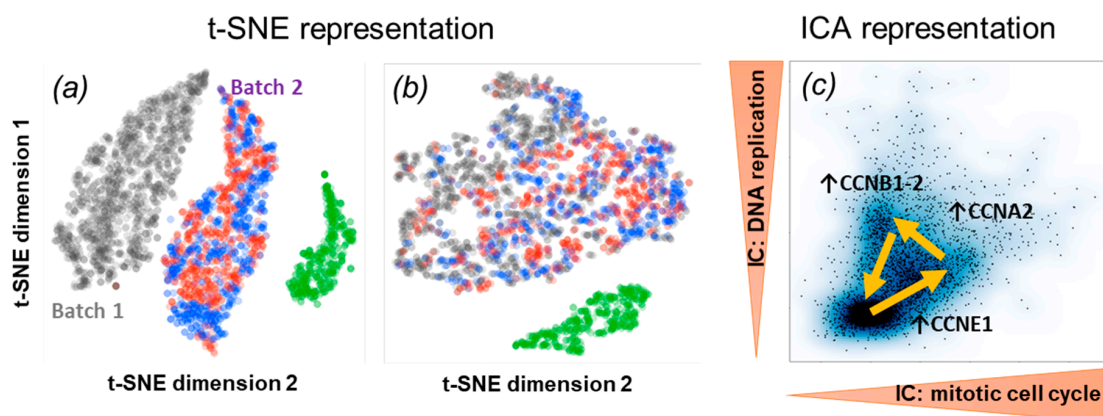 t-SNE representation
ICA representation
(a)
Batch 2
(b)
(c)
t-SNE dimension 1
IC: DNA replication
↑CCNB1-2
↑CCNA2
Batch 1
↑CCNE1
t-SNE dimension 2
t-SNE dimension 2
IC: mitotic cell cycle